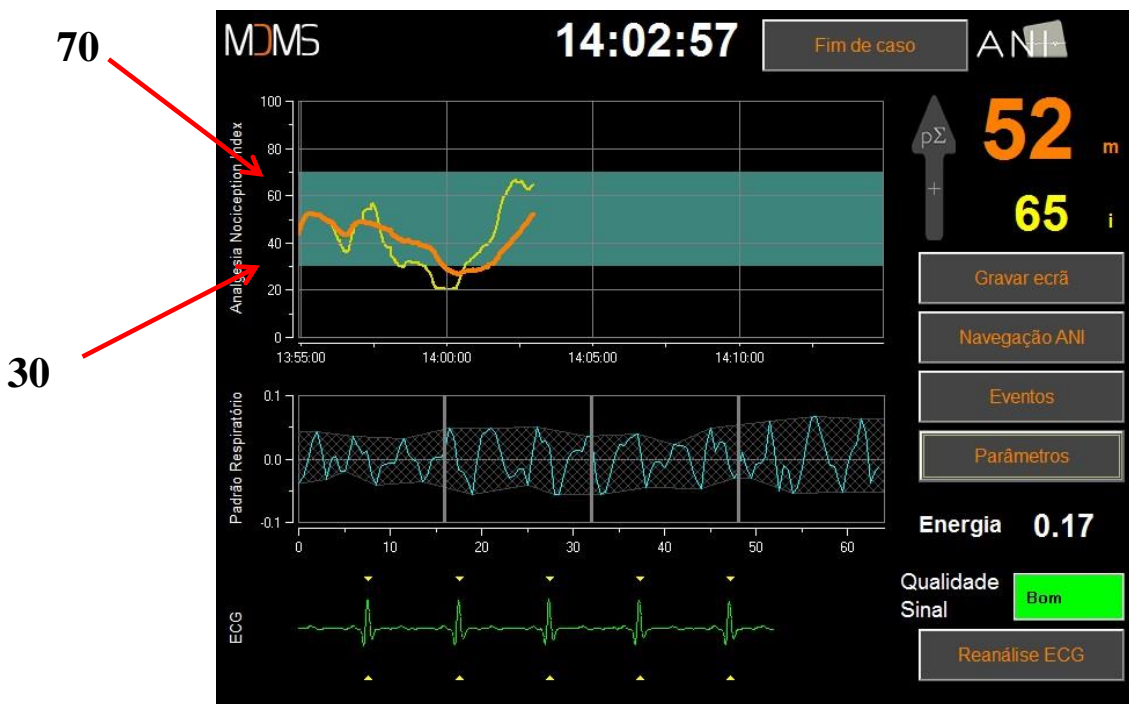 70
30
MDMS
14:02:57
Fim de caso
ANI
Analgesia Nociception Index
100
80
60
40
20
0
13:55:00 14:00:00 14:05:00 14:10:00
pΣ
+
52 m
65 i
Gravar ecrã
Navegação ANI
Eventos
Parâmetros
Padrão Respiratório
0.1
0.0
-0.1
0 10 20 30 40 50 60
Energia 0.17
Qualidade
Sinal
Bom
ECG
Reanálise ECG